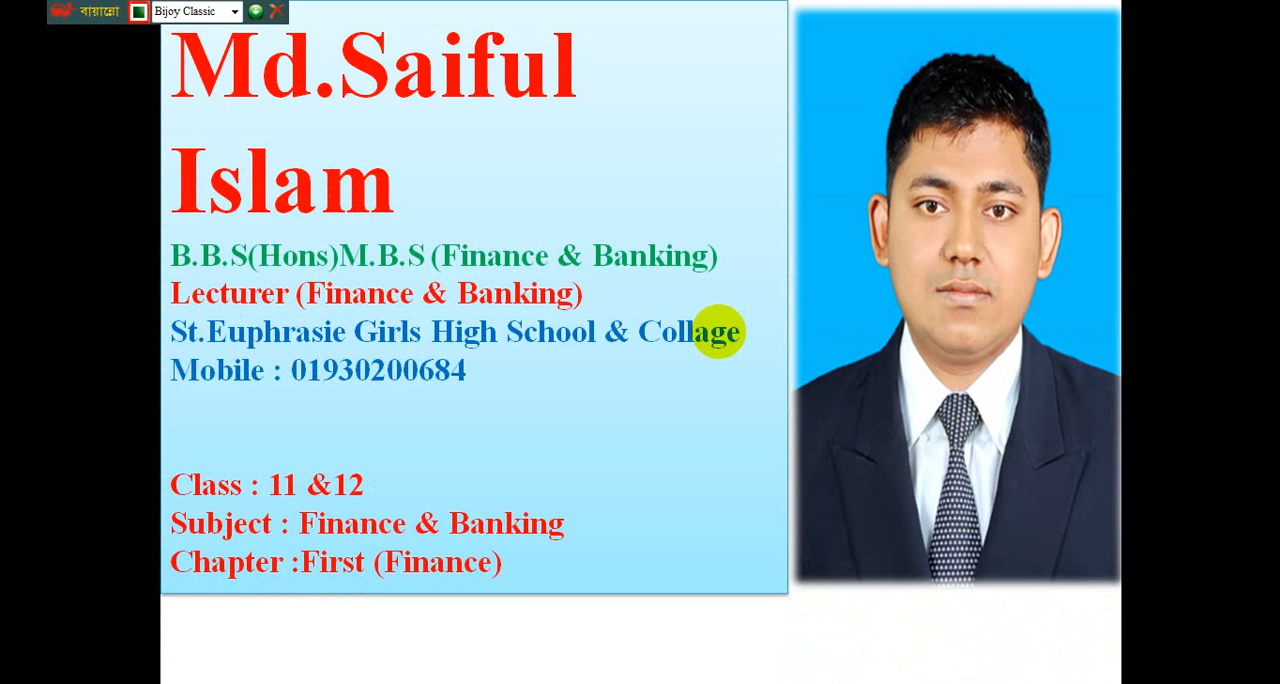 বায়ান্নো Bijoy Classic
Md.Saiful
Islam
B.B.S(Hons)M.B.S (Finance & Banking)
Lecturer (Finance & Banking)
St.Euphrasie Girls High School & Collage
Mobile : 01930200684
Class : 11 &12
Subject : Finance & Banking
Chapter :First (Finance)